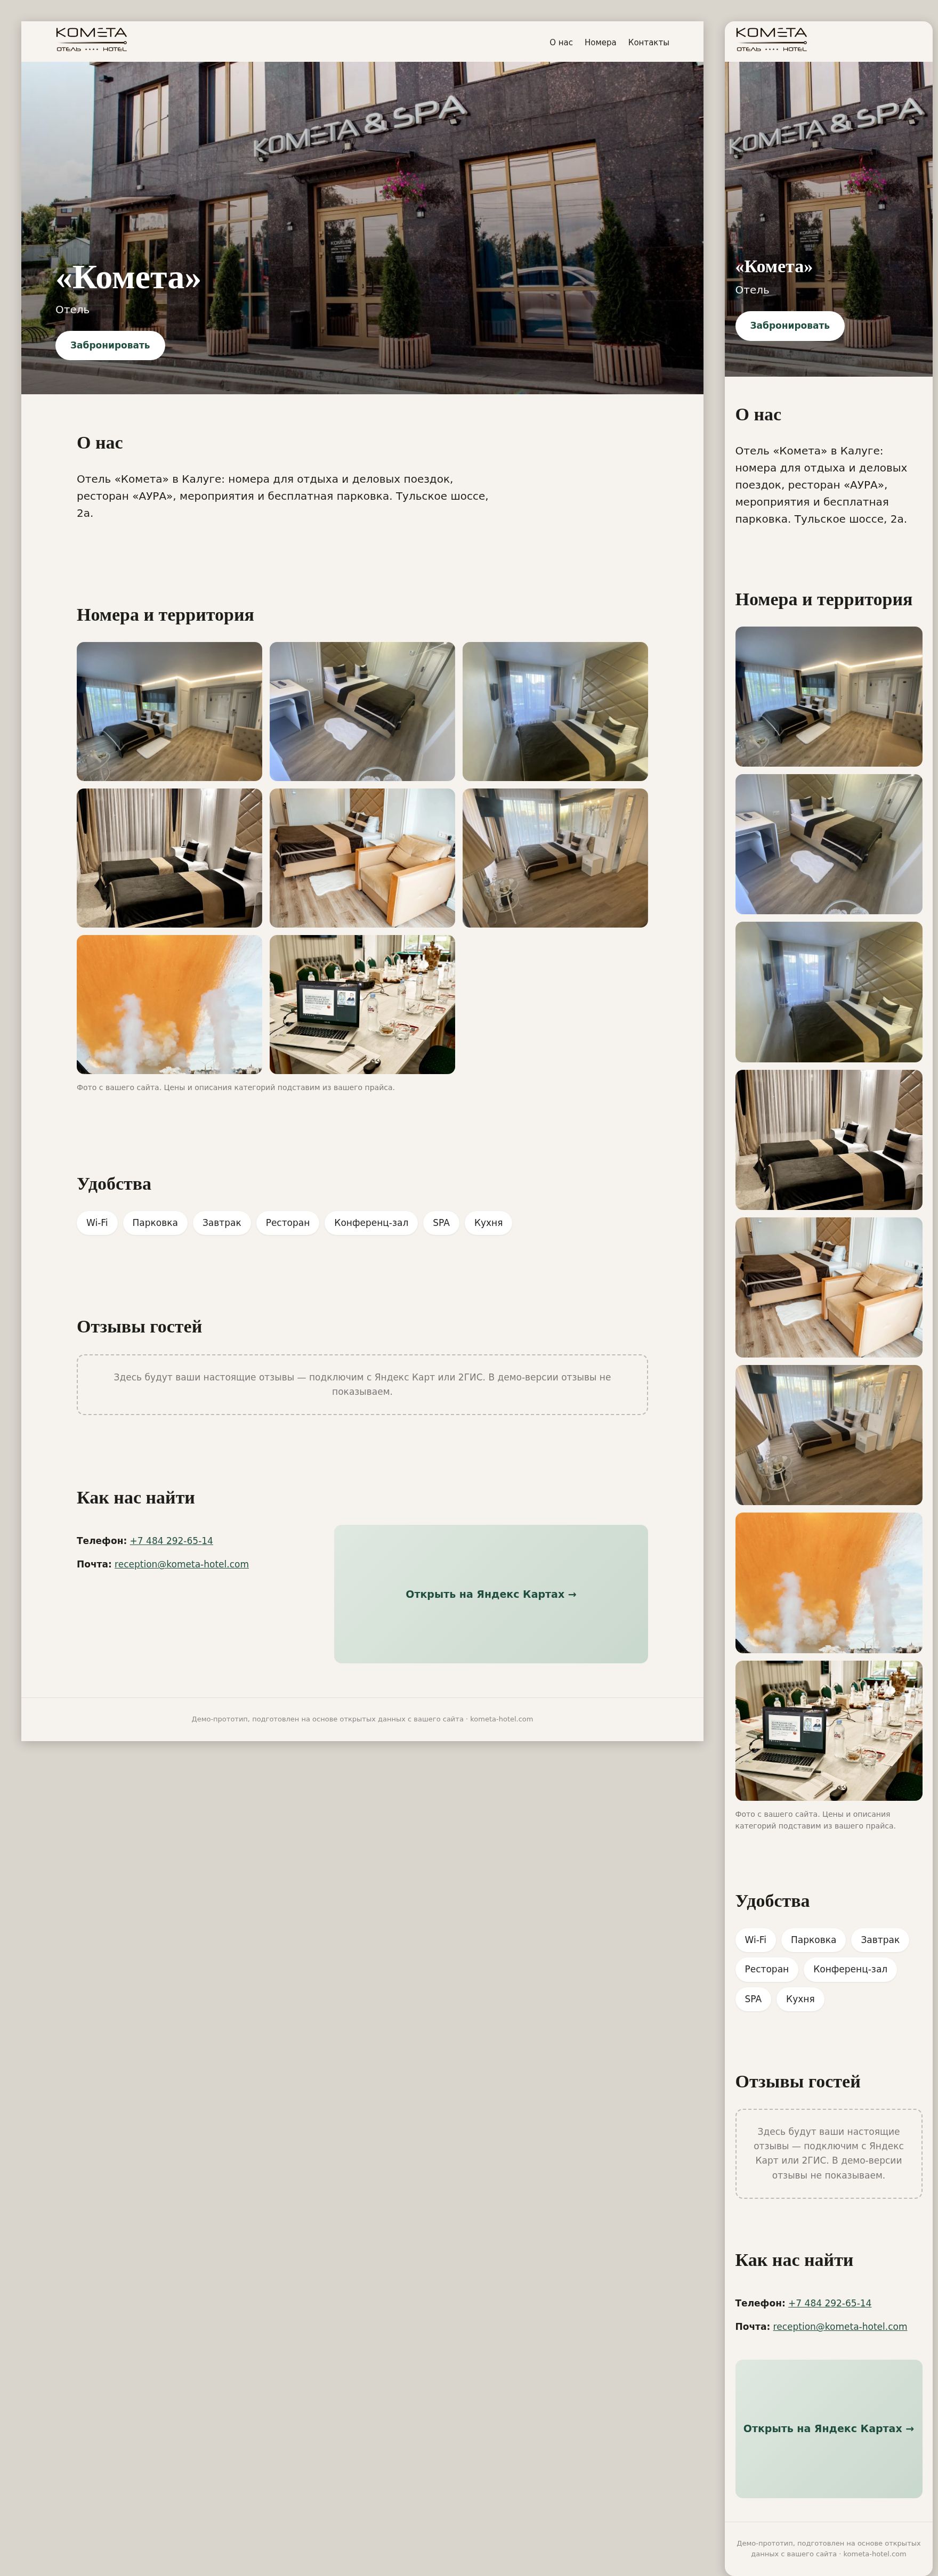 KOMETA
ОТЕЛЬ •••• HOTEL
О нас Номера Контакты
KOMETA & SPA
«Комета»
Отель
Забронировать
О нас
Отель «Комета» в Калуге: номера для отдыха и деловых поездок,
ресторан «АУРА», мероприятия и бесплатная парковка. Тульское шоссе,
2а.
Номера и территория
Фото с вашего сайта. Цены и описания категорий подставим из вашего прайса.
Удобства
Wi-Fi Парковка Завтрак Ресторан Конференц-зал SPA Кухня
Отзывы гостей
Здесь будут ваши настоящие отзывы — подключим с Яндекс Карт или 2ГИС. В демо-версии отзывы не
показываем.
Как нас найти
Телефон: +7 484 292-65-14
Почта: reception@kometa-hotel.com
Открыть на Яндекс Картах →
Демо-прототип, подготовлен на основе открытых данных с вашего сайта · kometa-hotel.com
KOMETA
ОТЕЛЬ •••• HOTEL
KOMETA & SPA
«Комета»
Отель
Забронировать
О нас
Отель «Комета» в Калуге:
номера для отдыха и деловых
поездок, ресторан «АУРА»,
мероприятия и бесплатная
парковка. Тульское шоссе, 2а.
Номера и территория
Фото с вашего сайта. Цены и описания
категорий подставим из вашего прайса.
Удобства
Wi-Fi Парковка Завтрак
Ресторан Конференц-зал
SPA Кухня
Отзывы гостей
Здесь будут ваши настоящие
отзывы — подключим с Яндекс
Карт или 2ГИС. В демо-версии
отзывы не показываем.
Как нас найти
Телефон: +7 484 292-65-14
Почта: reception@kometa-hotel.com
Открыть на Яндекс Картах →
Демо-прототип, подготовлен на основе открытых
данных с вашего сайта · kometa-hotel.com